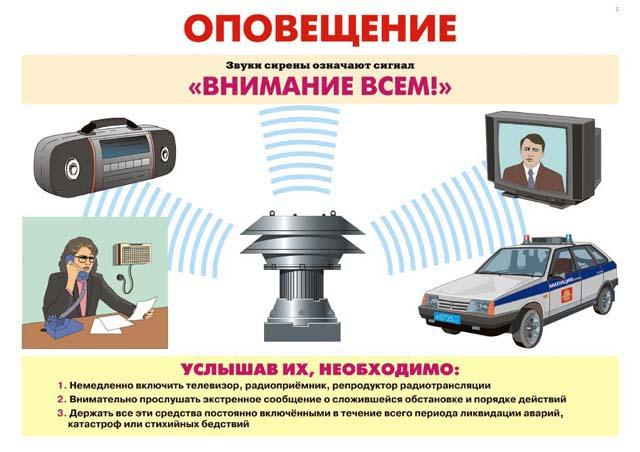 2
ОПОВЕЩЕНИЕ
Звуки сирены означают сигнал
«ВНИМАНИЕ ВСЕМ!»
МИЛИЦИЯ
УСЛЫШАВ ИХ, НЕОБХОДИМО:
1. Немедленно включить телевизор, радиоприёмник, репродуктор радиотрансляции
2. Внимательно прослушать экстренное сообщение о сложившейся обстановке и порядке действий
3. Держать все эти средства постоянно включёнными в течение всего периода ликвидации аварий,
катастроф или стихийных бедствий